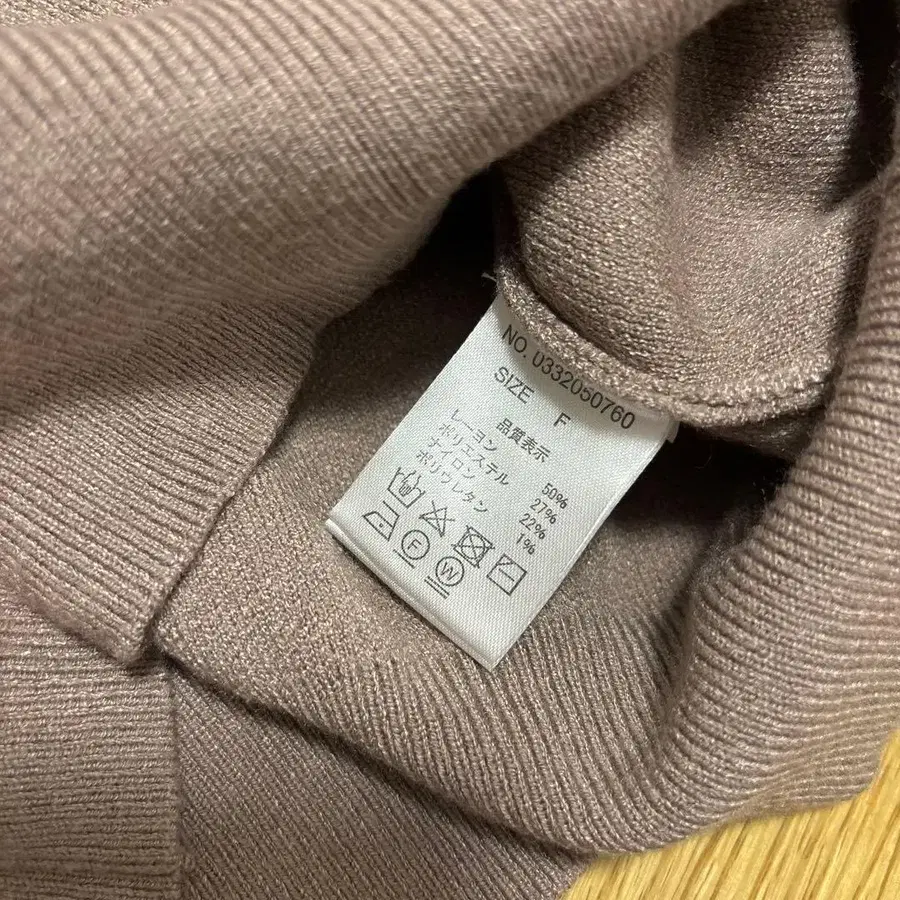 NO. 0332050760
SIZE F
品質表示
レーヨン 50%
ポリエステル 27%
ナイロン 22%
ポリウレタン 1%
F W